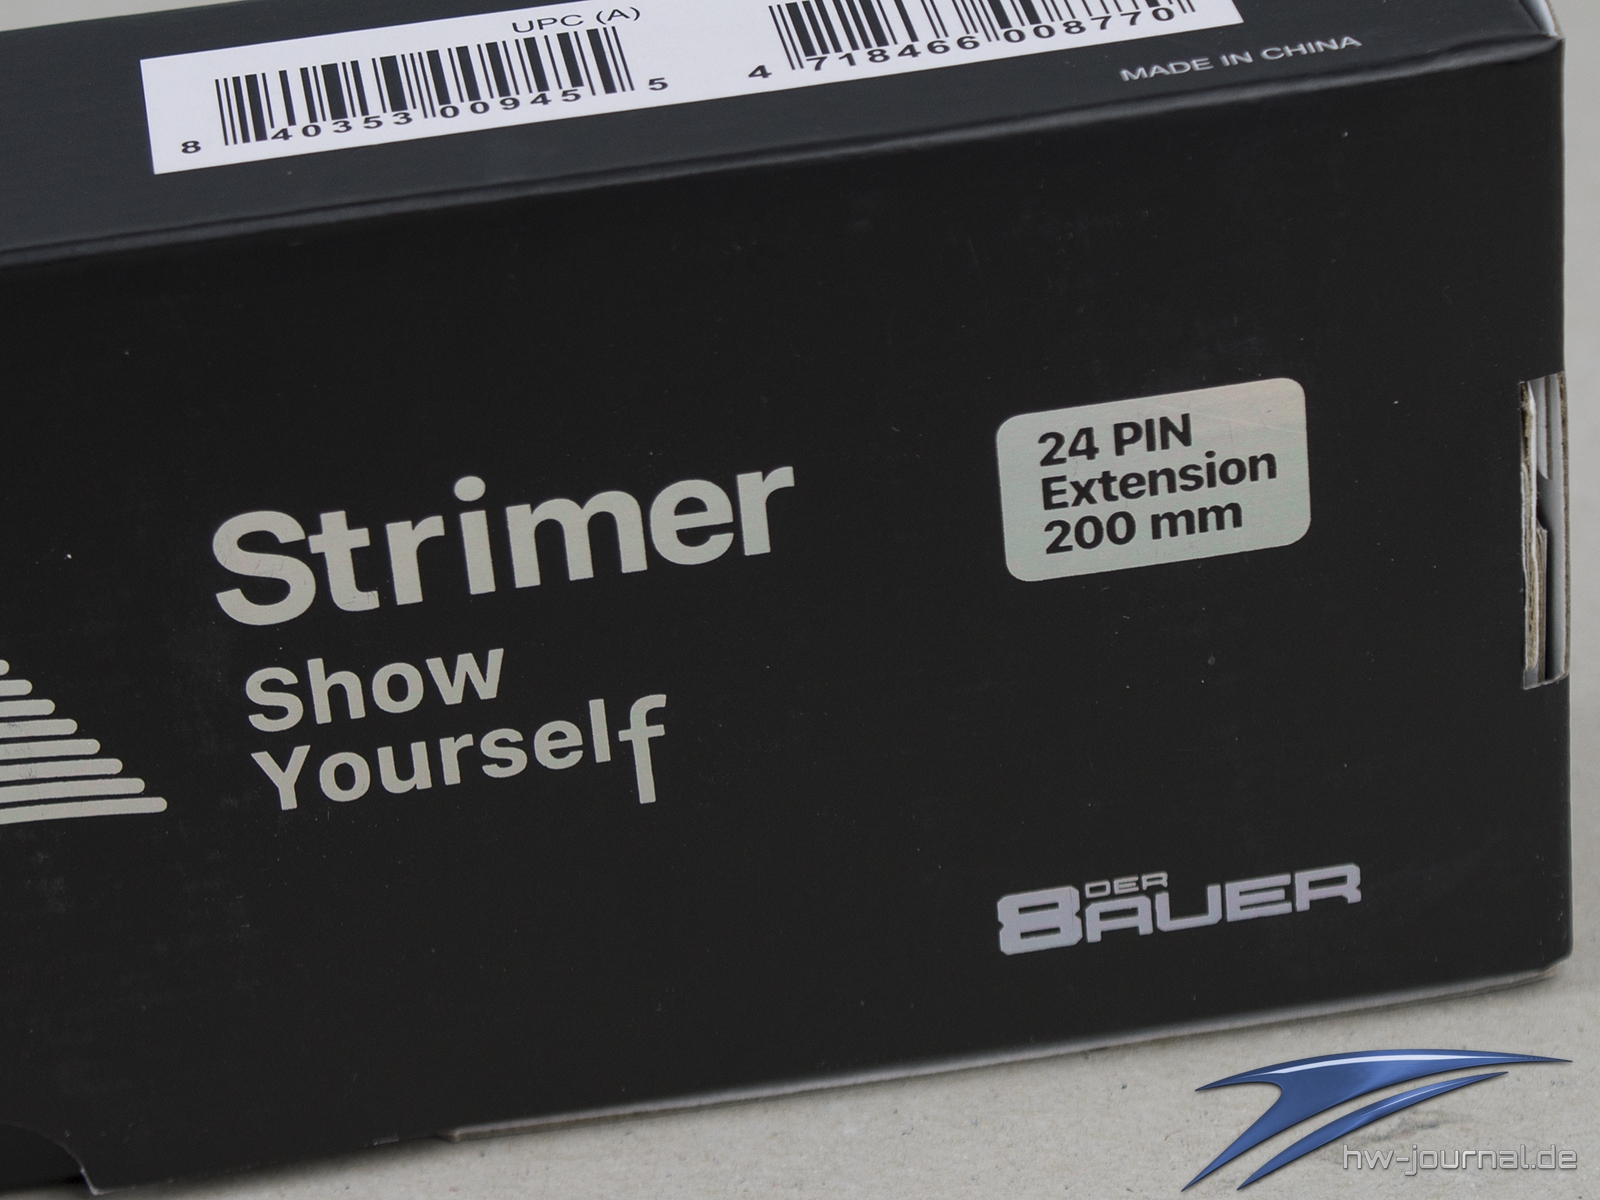 UPC (A)
8 40353 00945 5
4 718466 008770
MADE IN CHINA
24 PIN
Extension
200 mm
Strimer
Show
Yourself
DER
8AUER
hw-journal.de